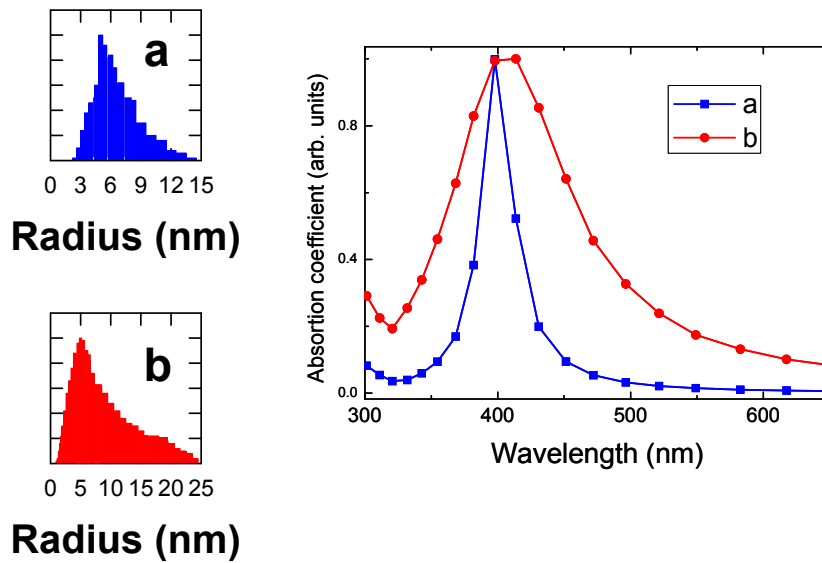 a
0 3 6 9 12 15
Radius (nm)
b
0 5 10 15 20 25
Radius (nm)
Absortion coefficient (arb. units)
0.8
0.4
0.0
a
b
300 400 500 600
Wavelength (nm)